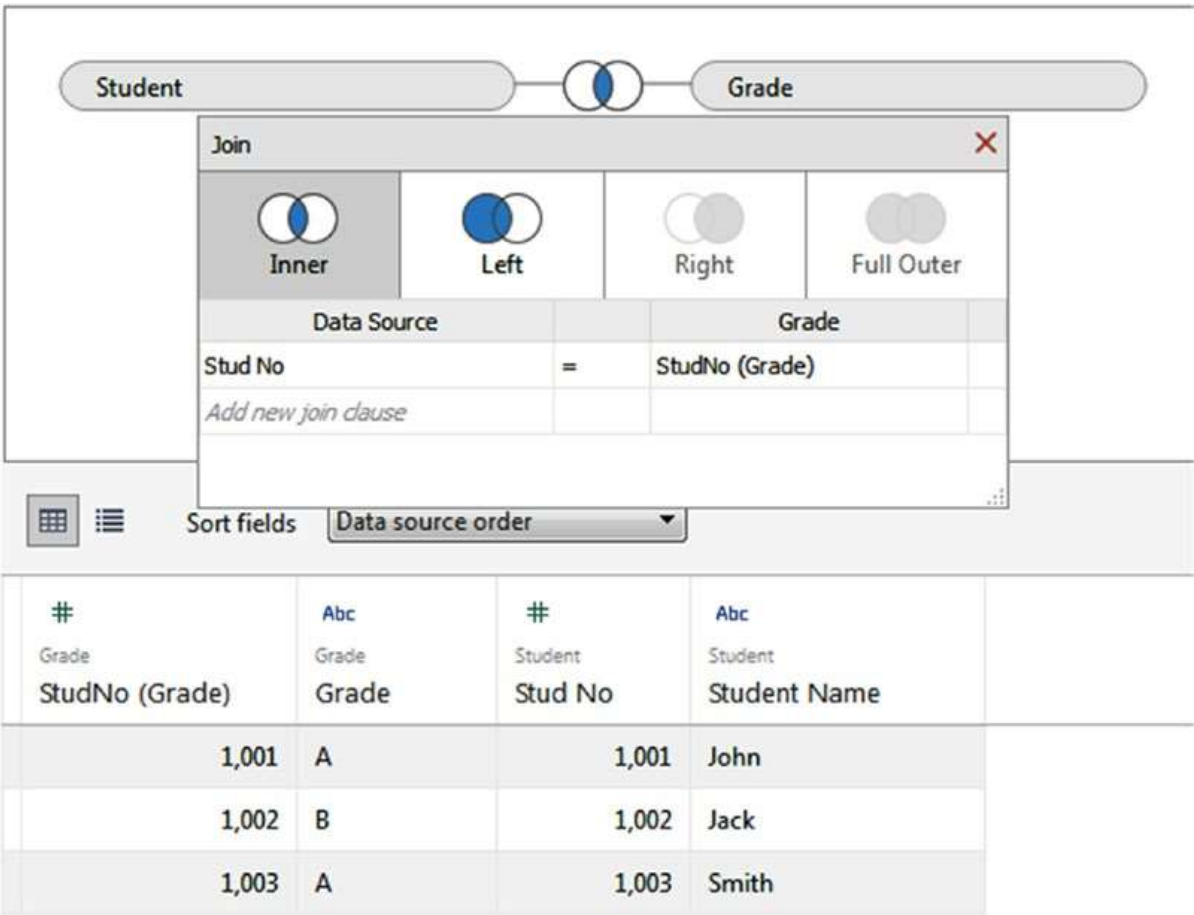 Student Grade
Join
Inner Left Right Full Outer
Data Source Grade
Stud No = StudNo (Grade)
Add new join clause
Sort fields Data source order
# Abc # Abc
Grade Grade Student Student
StudNo (Grade) Grade Stud No Student Name
1,001 A 1,001 John
1,002 B 1,002 Jack
1,003 A 1,003 Smith